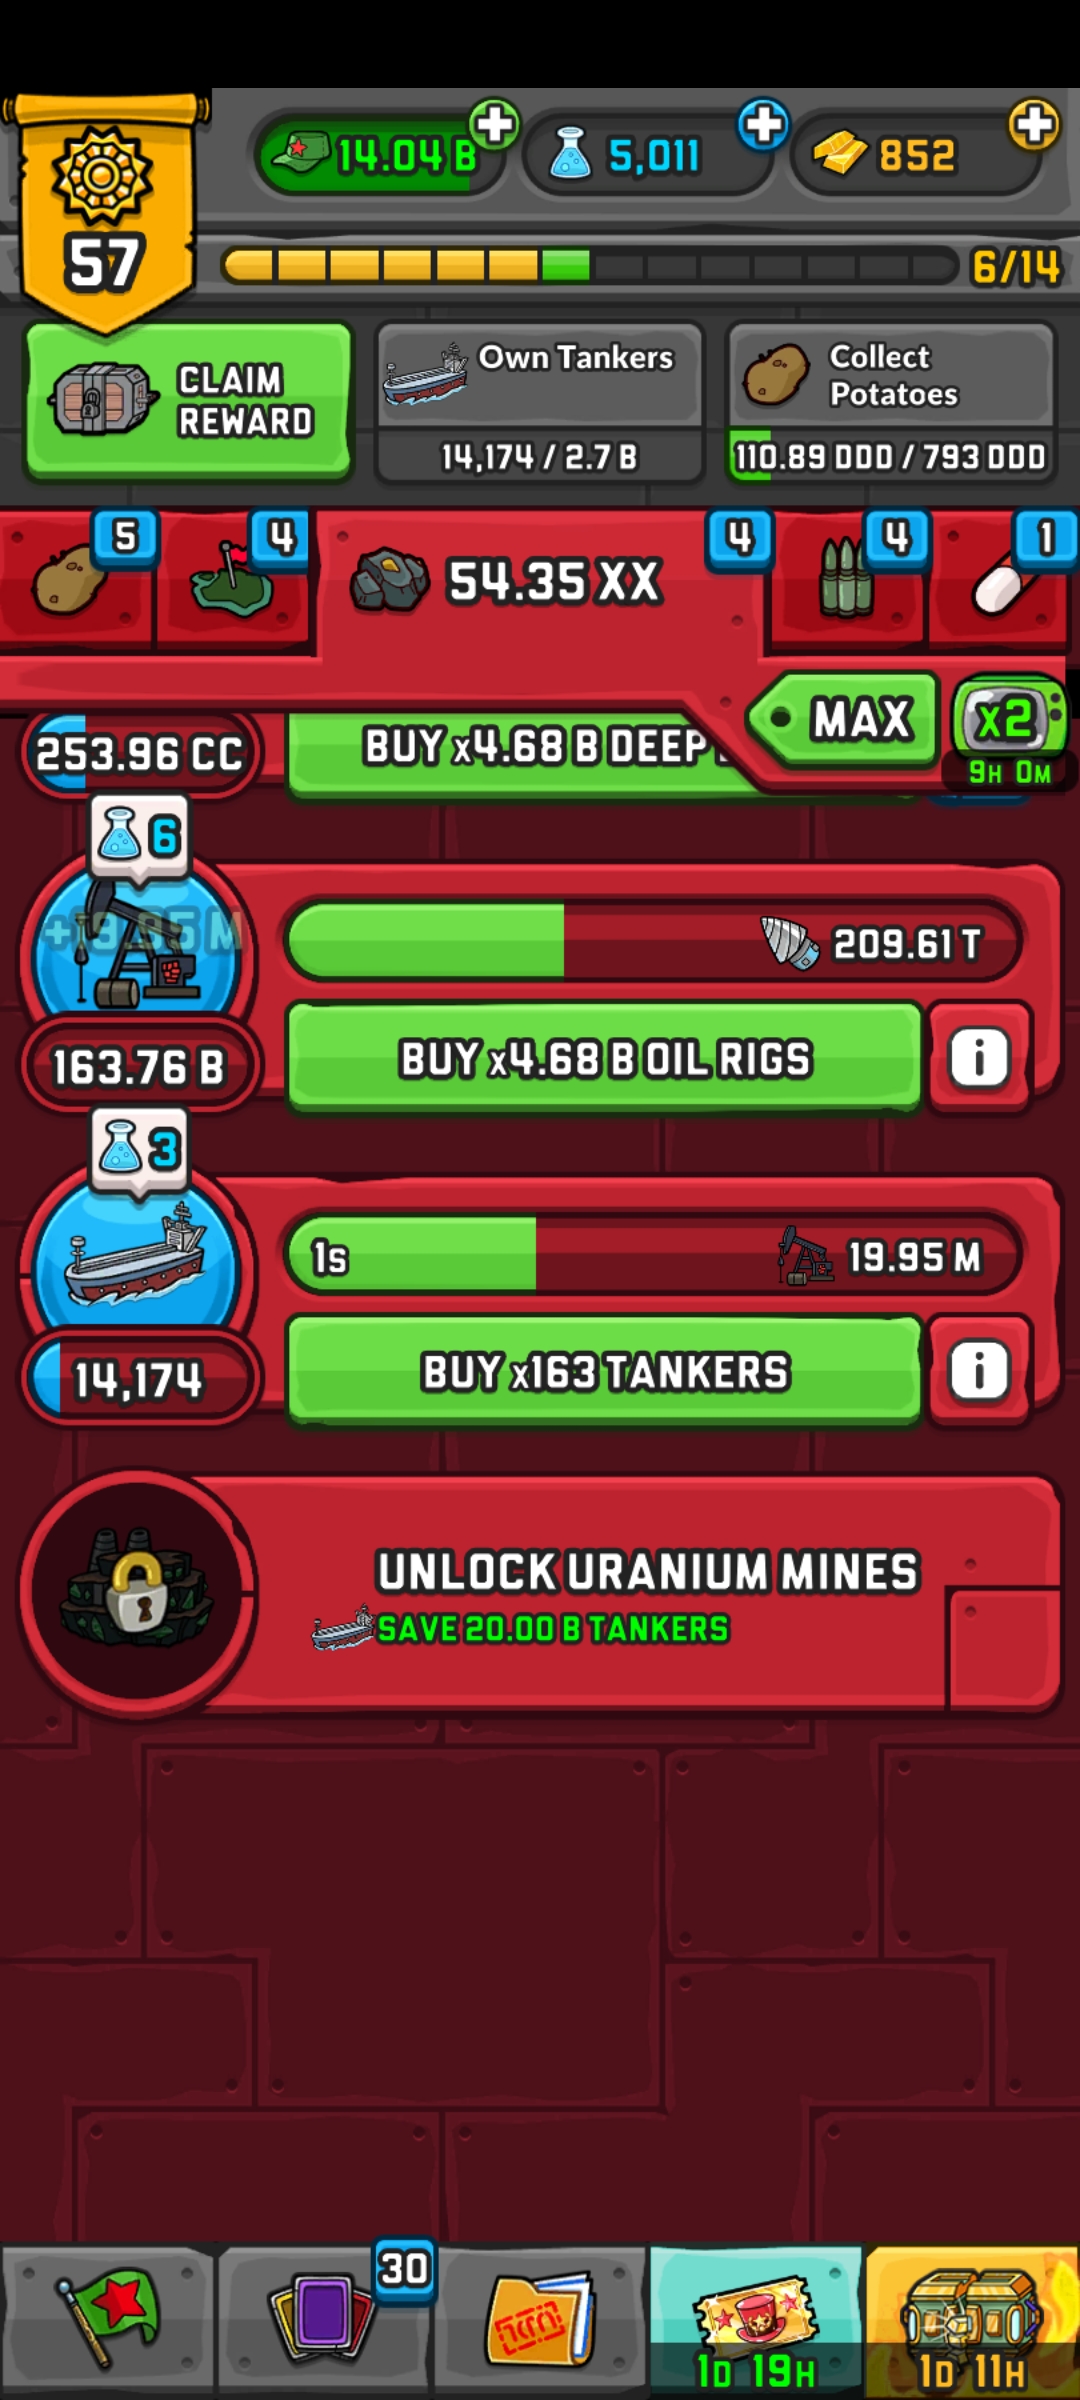 57
14.04 B
5,011
852
6/14
CLAIM
REWARD
Own Tankers
14,174 / 2.7 B
Collect
Potatoes
110.89 DDD / 793 DDD
5
4
54.35 XX
4
4
1
MAX
x2
9H 0M
253.96 CC
BUY x4.68 B DEEP
6
+19.95 M
209.61 T
163.76 B
BUY x4.68 B OIL RIGS
i
3
1s
19.95 M
14,174
BUY x163 TANKERS
i
UNLOCK URANIUM MINES
SAVE 20.00 B TANKERS
30
1D 19H
1D 11H